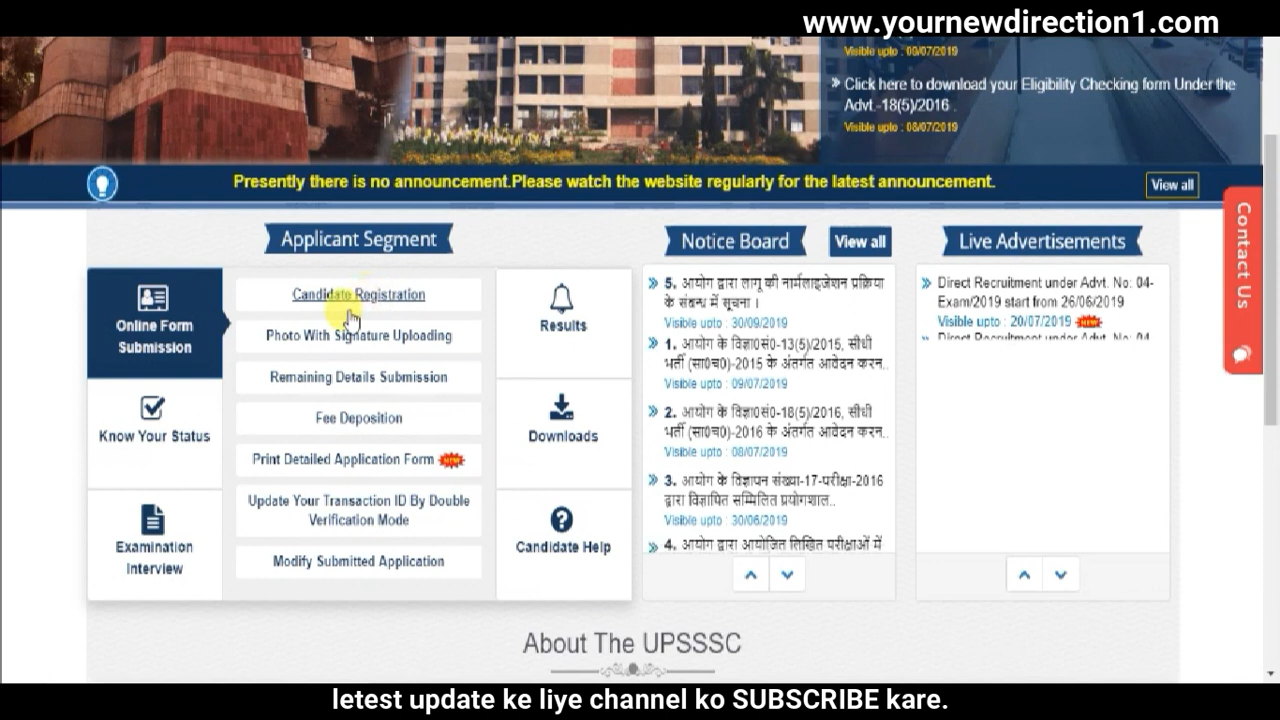 www.yournewdirection1.com
Visible upto : 09/07/2019
Click here to download your Eligibility Checking form Under the
Advt.-18(5)/2016
Visible upto : 08/07/2019
Presently there is no announcement.Please watch the website regularly for the latest announcement.
View all
Applicant Segment
Online Form
Submission
Know Your Status
Examination
Interview
Candidate Registration
Photo With Signature Uploading
Remaining Details Submission
Fee Deposition
Print Detailed Application Form NEW
Update Your Transaction ID By Double
Verification Mode
Modify Submitted Application
Results
Downloads
Candidate Help
Notice Board
View all
5. आयोग द्वारा लागू की नार्मलाइजेशन प्रक्रिया
के संबन्ध में सूचना ।
Visible upto : 30/09/2019
1. आयोग के विज्ञा0सं0-13(5)/2015, सीधी
भर्ती (सा0च0)-2015 के अंतर्गत आवेदन करन..
Visible upto : 09/07/2019
2. आयोग के विज्ञा0सं0-18(5)/2016, सीधी
भर्ती (सा0च0)-2016 के अंतर्गत आवेदन करन..
Visible upto : 08/07/2019
3. आयोग के विज्ञापन संख्या-17-परीक्षा-2016
द्वारा विज्ञापित सम्मिलित प्रयोगशाल..
Visible upto : 30/06/2019
4. आयोग द्वारा आयोजित लिखित परीक्षाओं में
Live Advertisements
Direct Recruitment under Advt. No: 04-
Exam/2019 start from 26/06/2019
Visible upto : 20/07/2019 NEW
Direct Recruitment under Advt. No: 04
Contact Us
About The UPSSSC
letest update ke liye channel ko SUBSCRIBE kare.